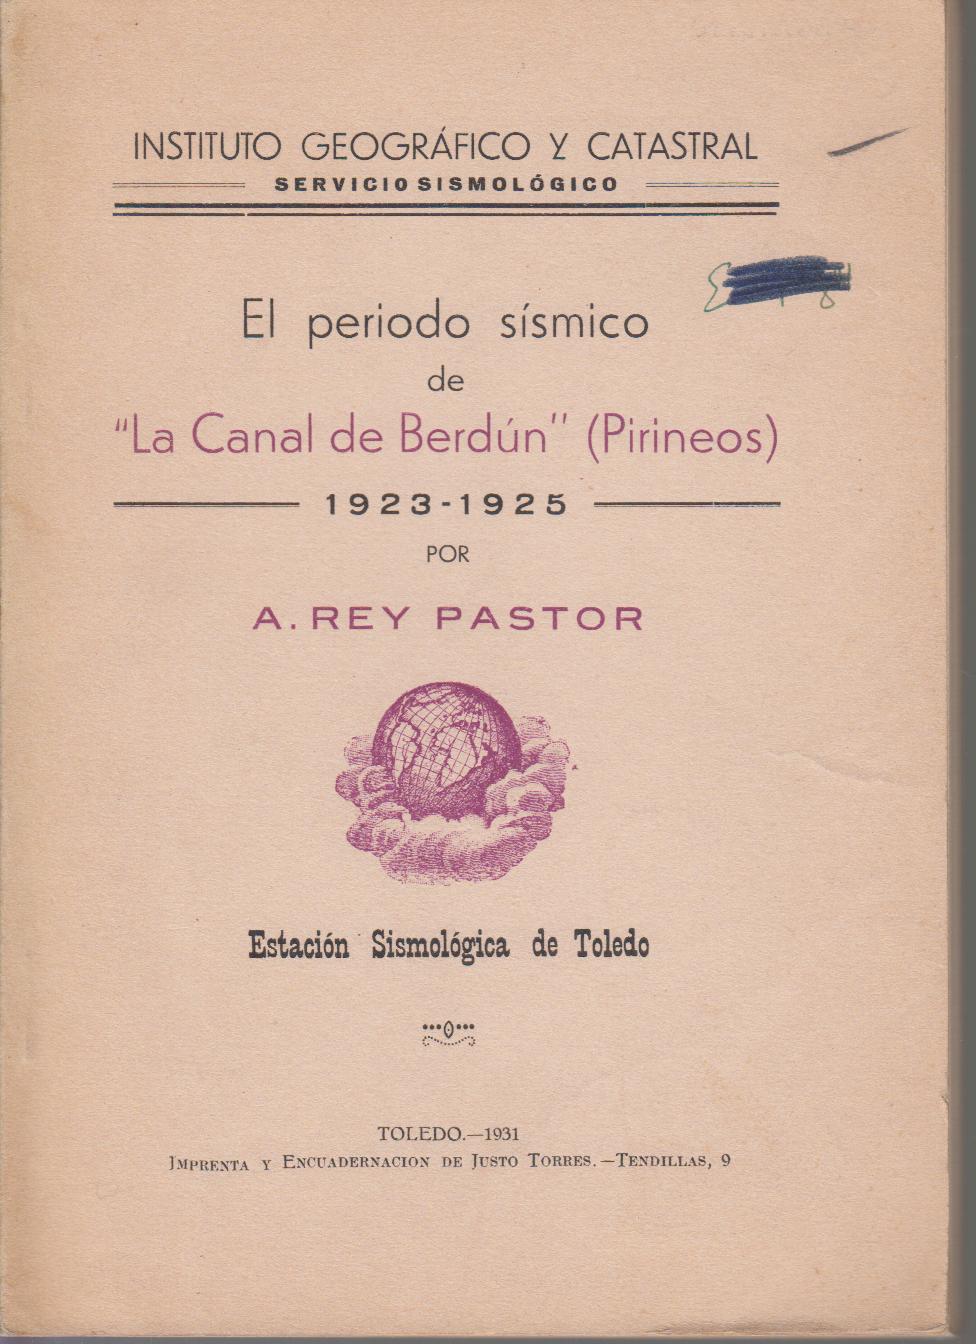 INSTITUTO GEOGRÁFICO Y CATASTRAL
SERVICIO SISMOLÓGICO
El periodo sísmico
de
"La Canal de Berdún" (Pirineos)
1923-1925
POR
A. REY PASTOR
Estación Sismológica de Toledo
TOLEDO.—1931
IMPRENTA Y ENCUADERNACION DE JUSTO TORRES.—TENDILLAS, 9